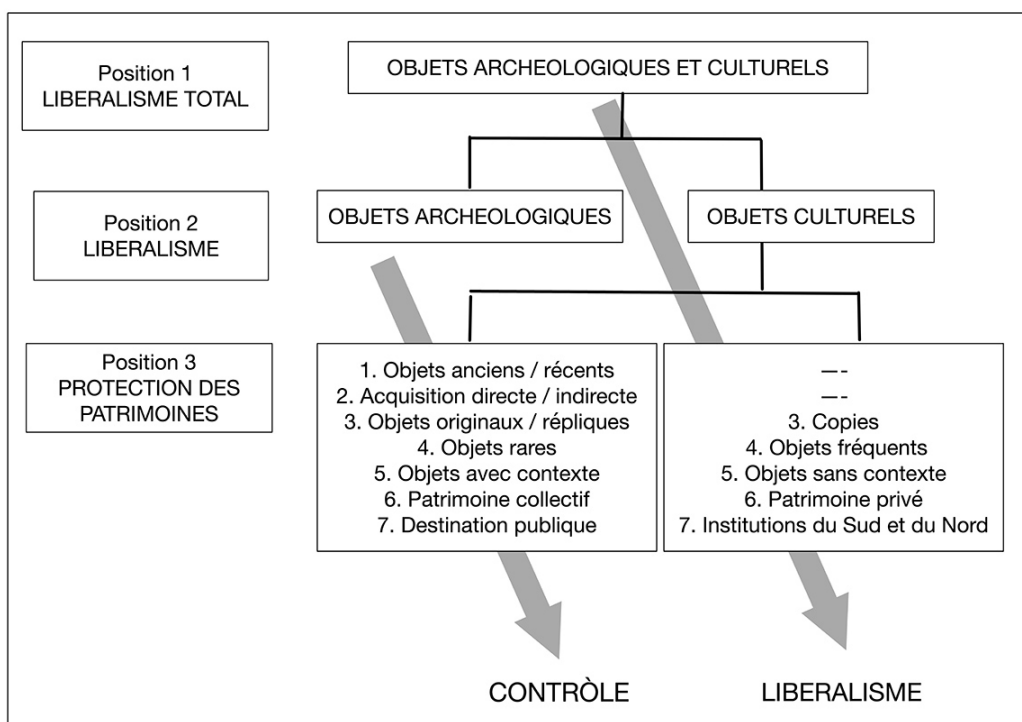 Position 1
LIBERALISME TOTAL
OBJETS ARCHEOLOGIQUES ET CULTURELS
Position 2
LIBERALISME
OBJETS ARCHEOLOGIQUES
OBJETS CULTURELS
Position 3
PROTECTION DES
PATRIMOINES
1. Objets anciens / récents
2. Acquisition directe / indirecte
3. Objets originaux / répliques
4. Objets rares
5. Objets avec contexte
6. Patrimoine collectif
7. Destination publique
—-
—-
3. Copies
4. Objets fréquents
5. Objets sans contexte
6. Patrimoine privé
7. Institutions du Sud et du Nord
CONTRÔLE
LIBERALISME